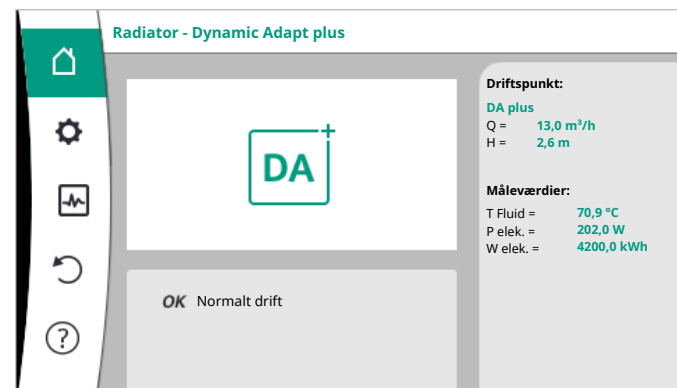 Radiator - Dynamic Adapt plus
DA+
OK Normalt drift
Driftspunkt:
DA plus
Q = 13,0 m³/h
H = 2,6 m
Måleværdier:
T Fluid = 70,9 °C
P elek. = 202,0 W
W elek. = 4200,0 kWh
?